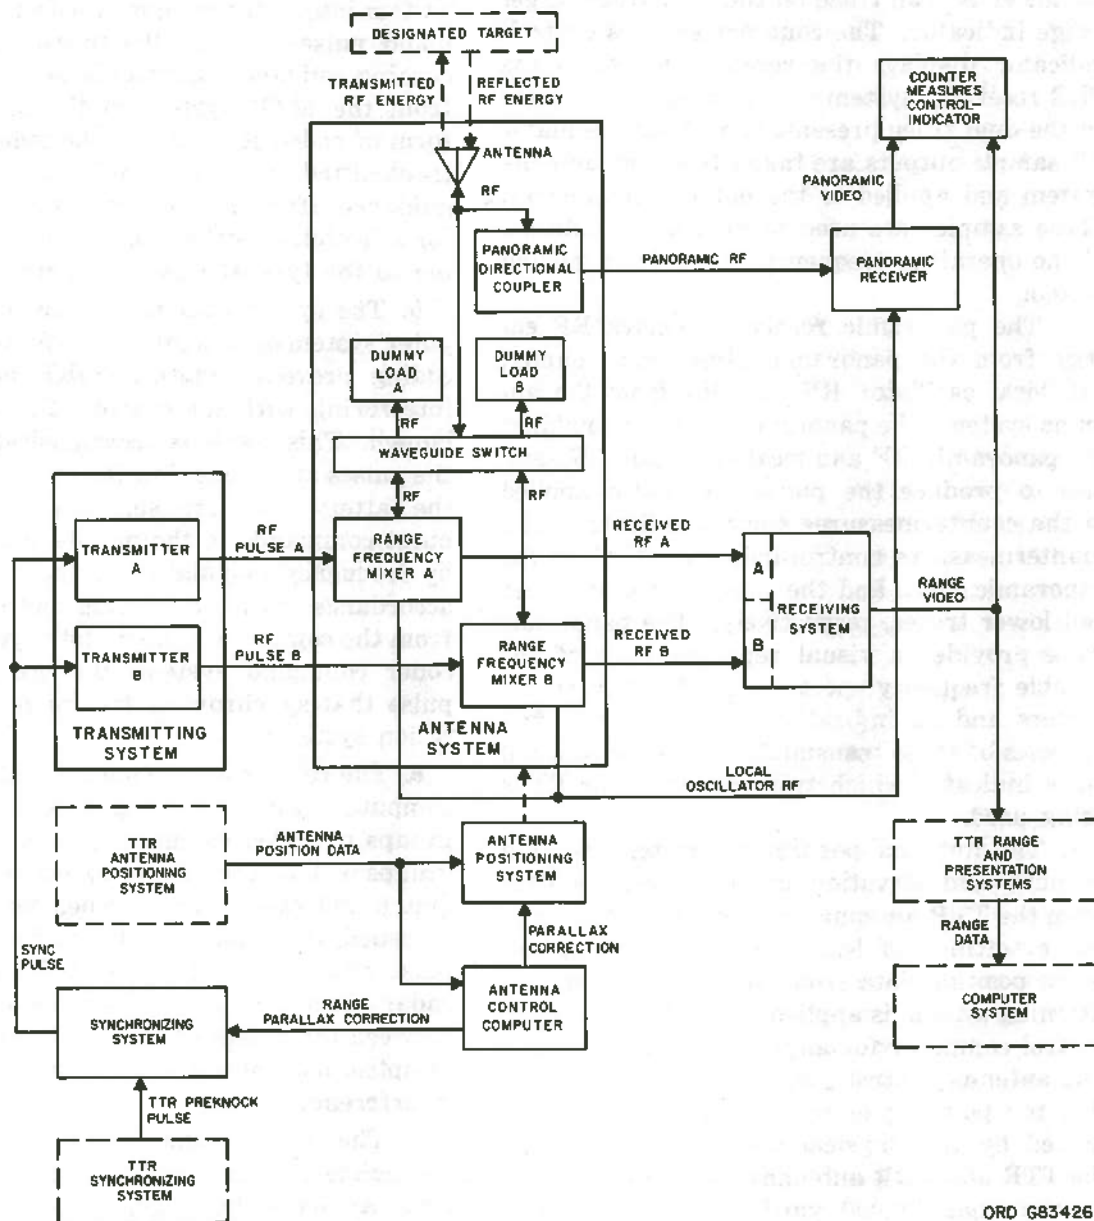 DESIGNATED TARGET
TRANSMITTED
RF ENERGY
REFLECTED
RF ENERGY
COUNTER
MEASURES
CONTROL-
INDICATOR
ANTENNA
RF
PANORAMIC
VIDEO
PANORAMIC
DIRECTIONAL
COUPLER
PANORAMIC RF
PANORAMIC
RECEIVER
DUMMY
LOAD
A
DUMMY
LOAD
B
RF
RF
WAVEGUIDE SWITCH
RF
RF
TRANSMITTER
A
RF
PULSE A
RANGE
FREQUENCY
MIXER A
RECEIVED
RF A
A
B
RECEIVING
SYSTEM
RANGE
VIDEO
TRANSMITTER
B
RF
PULSE B
RANGE
FREQUENCY
MIXER B
RECEIVED
RF B
TRANSMITTING
SYSTEM
ANTENNA
SYSTEM
LOCAL
OSCILLATOR RF
TTR
ANTENNA
POSITIONING
SYSTEM
ANTENNA
POSITION DATA
ANTENNA
POSITIONING
SYSTEM
TTR RANGE
AND
PRESENTATION
SYSTEMS
SYNC
PULSE
PARALLAX
CORRECTION
RANGE
DATA
SYNCHRONIZING
SYSTEM
RANGE
PARALLAX CORRECTION
ANTENNA
CONTROL
COMPUTER
COMPUTER
SYSTEM
TTR PREKNOCK
PULSE
TTR
SYNCHRONIZING
SYSTEM
ORD G83426